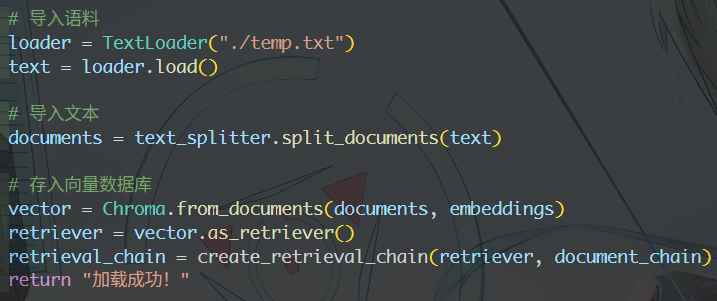 # 导入语料
loader = TextLoader("./temp.txt")
text = loader.load()
# 导入文本
documents = text_splitter.split_documents(text)
# 存入向量数据库
vector = Chroma.from_documents(documents, embeddings)
retriever = vector.as_retriever()
retrieval_chain = create_retrieval_chain(retriever, document_chain)
return "加载成功！"